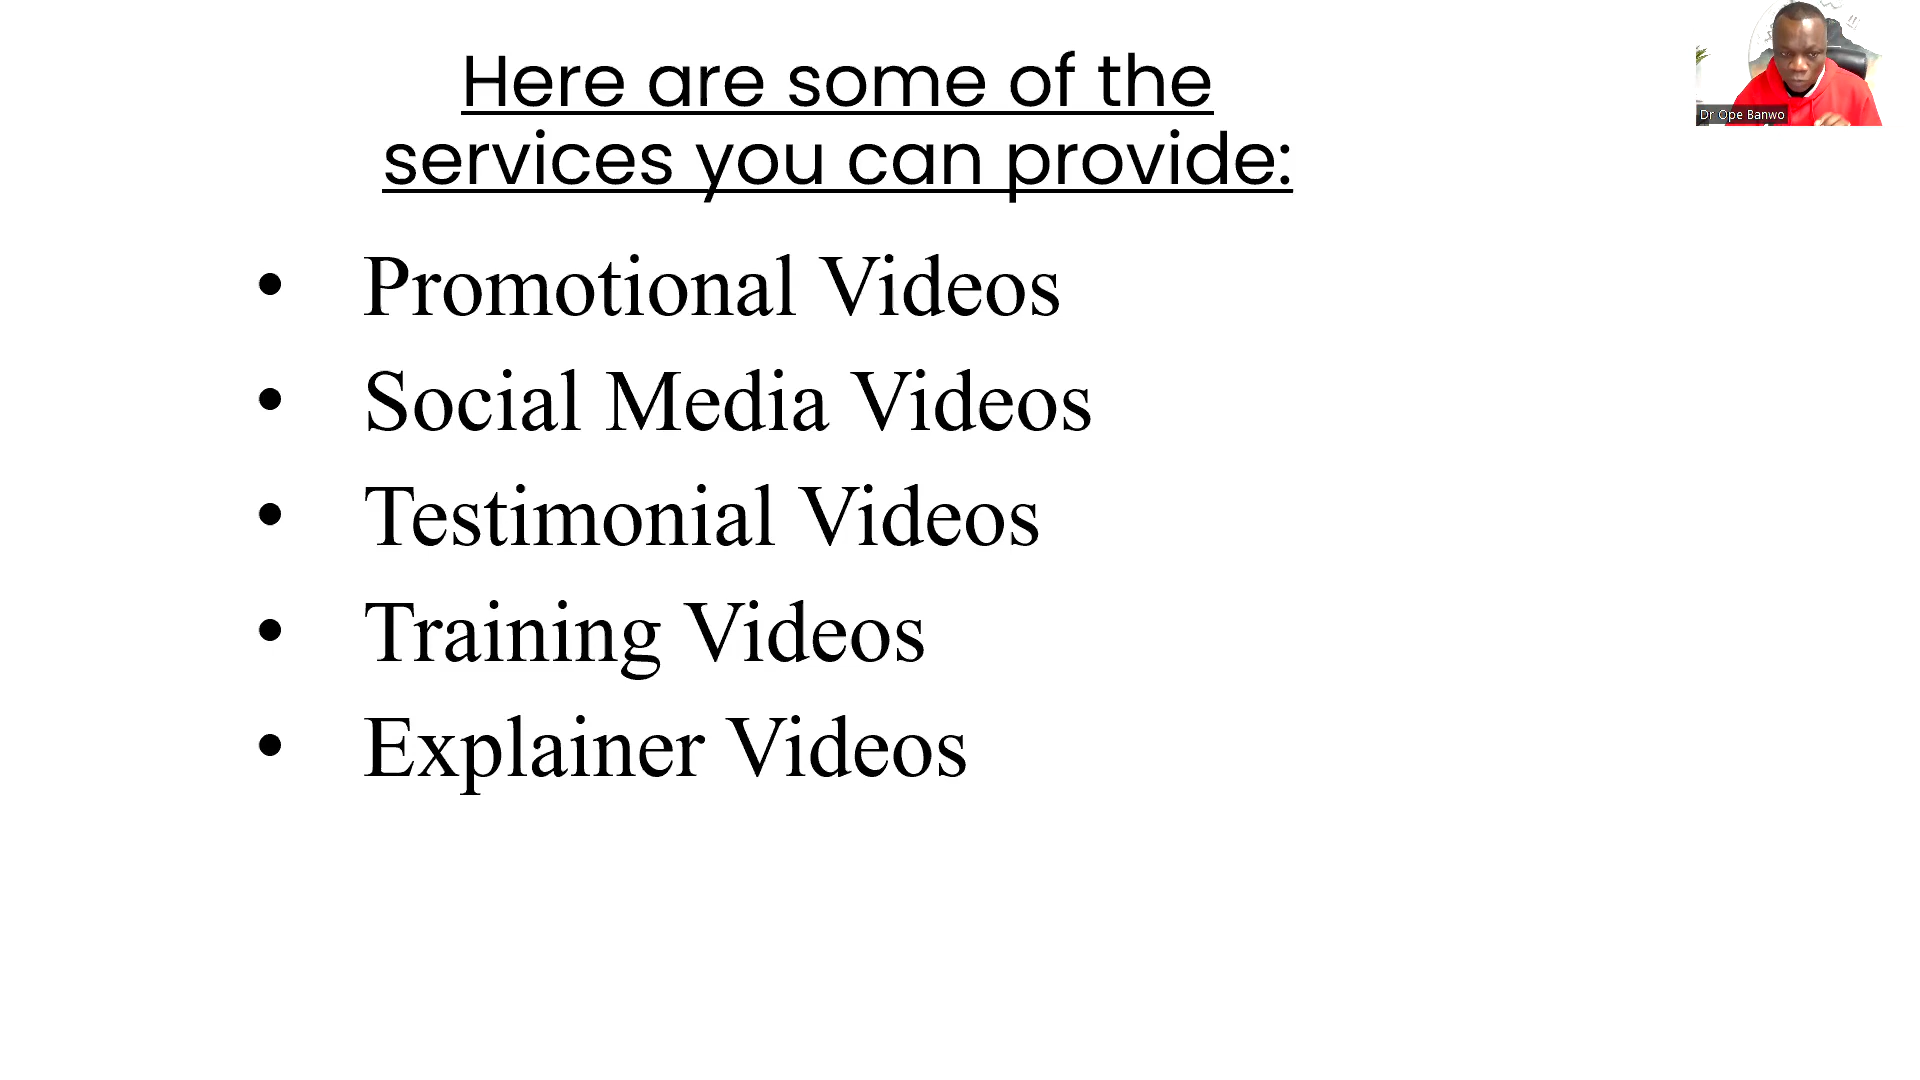 Here are some of the
services you can provide:
• Promotional Videos
• Social Media Videos
• Testimonial Videos
• Training Videos
• Explainer Videos
Dr Ope Banwo